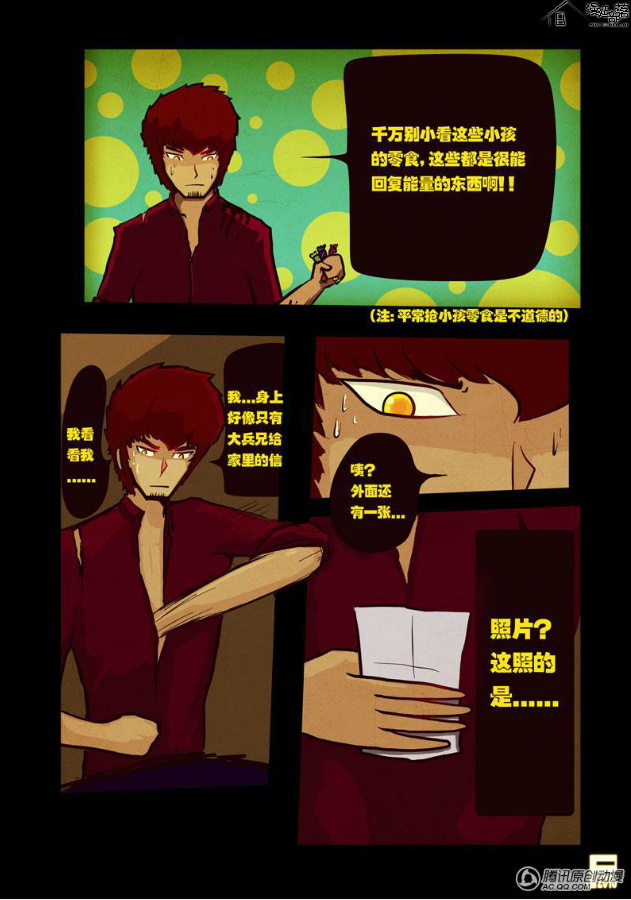 千万别小看这些小孩
的零食，这些都是很能
回复能量的东西啊！！
（注：平常抢小孩零食是不道德的）
我看
看我
……
我…身上
好像只有
大兵兄给
家里的信
咦？
外面还
有一张…
照片？
这照的
是……
腾讯原创动漫
AC.QQ.COM